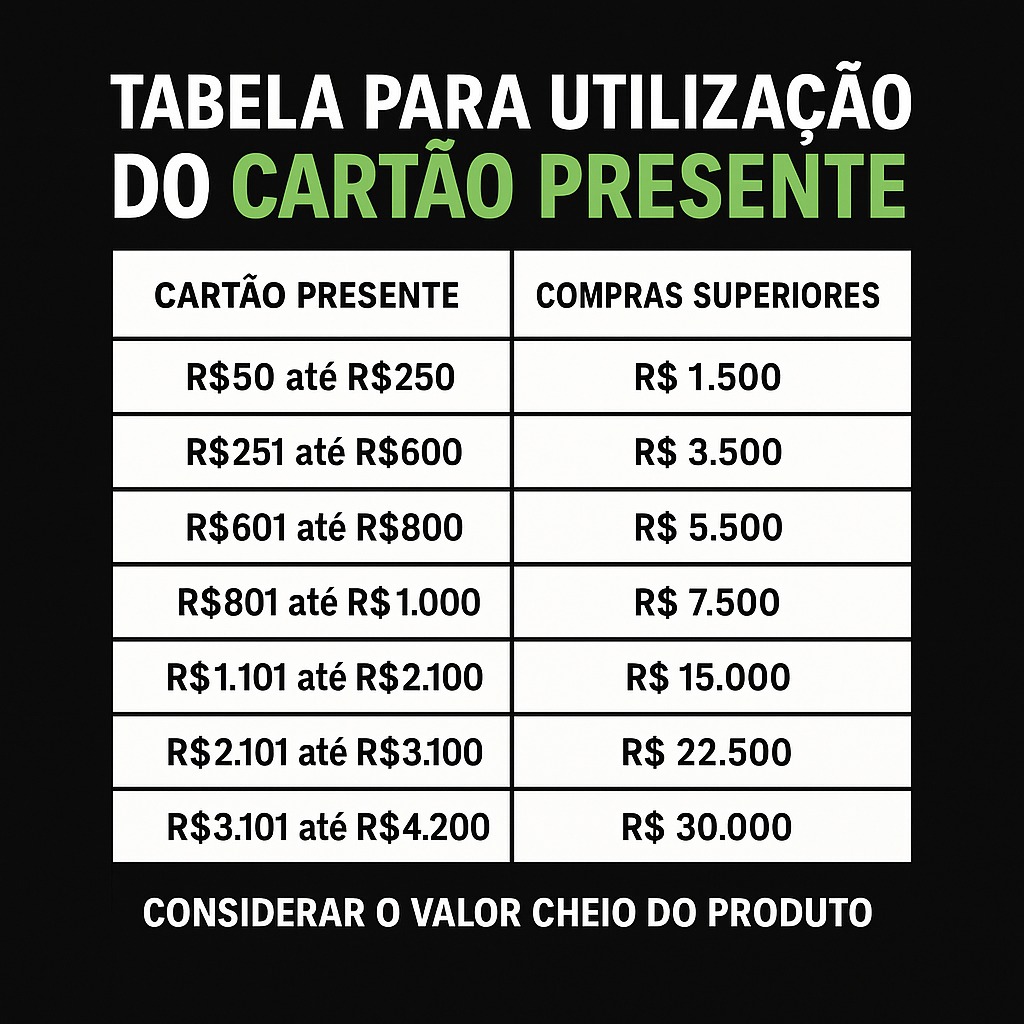 TABELA PARA UTILIZAÇÃO
DO CARTÃO PRESENTE
CARTÃO PRESENTE COMPRAS SUPERIORES
R$50 até R$250 R$ 1.500
R$251 até R$600 R$ 3.500
R$601 até R$800 R$ 5.500
R$801 até R$1.000 R$ 7.500
R$1.101 até R$2.100 R$ 15.000
R$2.101 até R$3.100 R$ 22.500
R$3.101 até R$4.200 R$ 30.000
CONSIDERAR O VALOR CHEIO DO PRODUTO